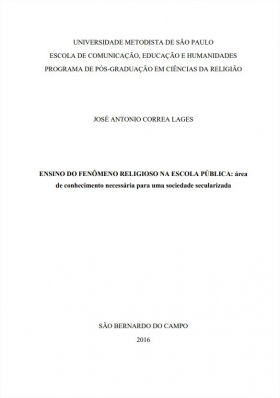 UNIVERSIDADE METODISTA DE SÃO PAULO
ESCOLA DE COMUNICAÇÃO, EDUCAÇÃO E HUMANIDADES
PROGRAMA DE PÓS-GRADUAÇÃO EM CIÊNCIAS DA RELIGIÃO
JOSÉ ANTONIO CORREA LAGES
ENSINO DO FENÔMENO RELIGIOSO NA ESCOLA PÚBLICA: área
de conhecimento necessária para uma sociedade secularizada
SÃO BERNARDO DO CAMPO
2016